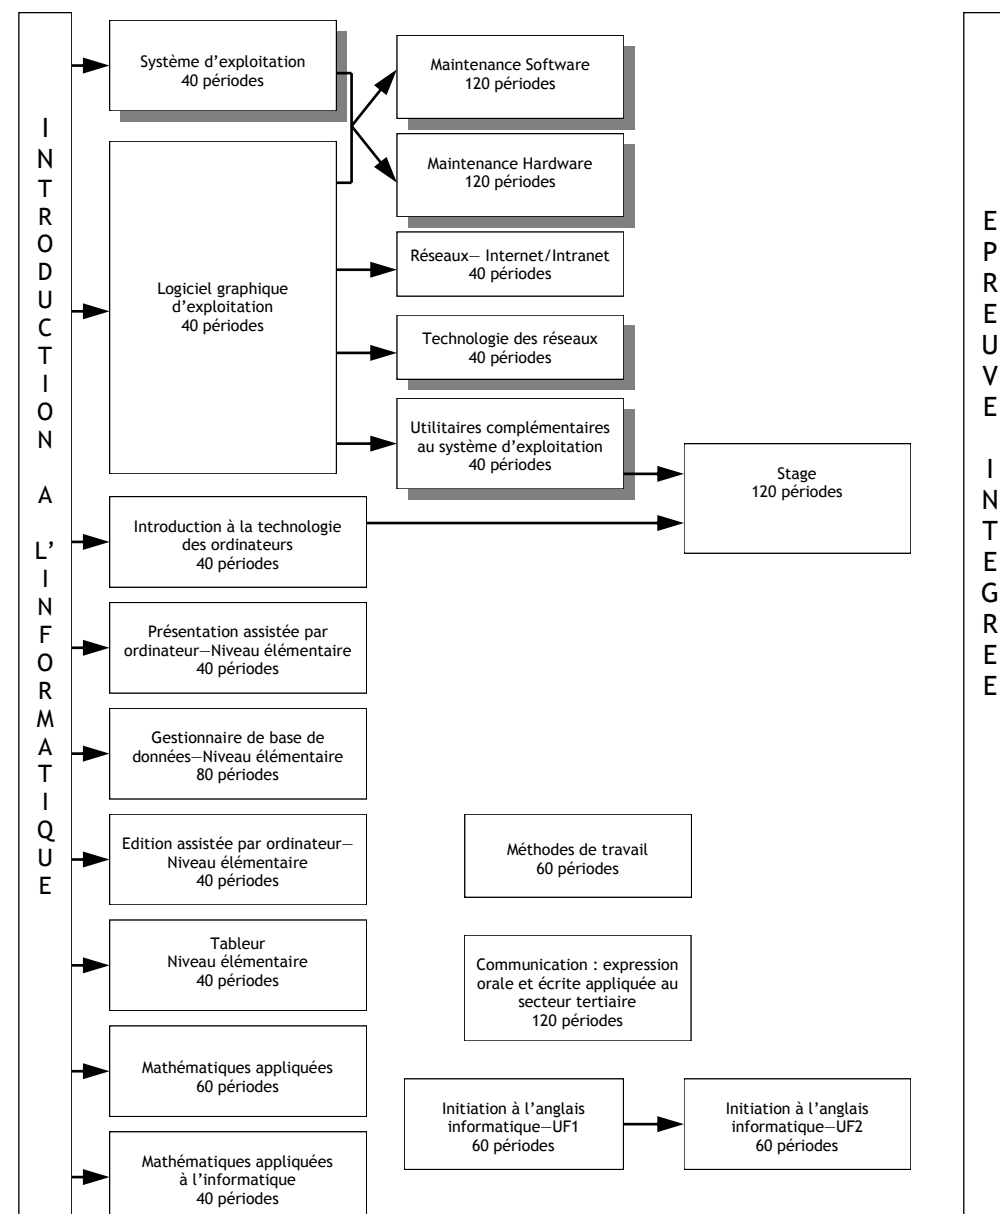 INTRODUCTION A L’INFORMATIQUE
Système d’exploitation
40 périodes
Maintenance Software
120 périodes
Logiciel graphique
d’exploitation
40 périodes
Maintenance Hardware
120 périodes
Réseaux— Internet/Intranet
40 périodes
Technologie des réseaux
40 périodes
Utilitaires complémentaires
au système d’exploitation
40 périodes
Stage
120 périodes
Introduction à la technologie
des ordinateurs
40 périodes
Présentation assistée par
ordinateur—Niveau élémentaire
40 périodes
Gestionnaire de base de
données—Niveau élémentaire
80 périodes
Edition assistée par ordinateur—
Niveau élémentaire
40 périodes
Méthodes de travail
60 périodes
Tableur
Niveau élémentaire
40 périodes
Communication : expression
orale et écrite appliquée au
secteur tertiaire
120 périodes
Mathématiques appliquées
60 périodes
Initiation à l’anglais
informatique—UF1
60 périodes
Initiation à l’anglais
informatique—UF2
60 périodes
Mathématiques appliquées
à l’informatique
40 périodes
EPREUVE INTEGREE